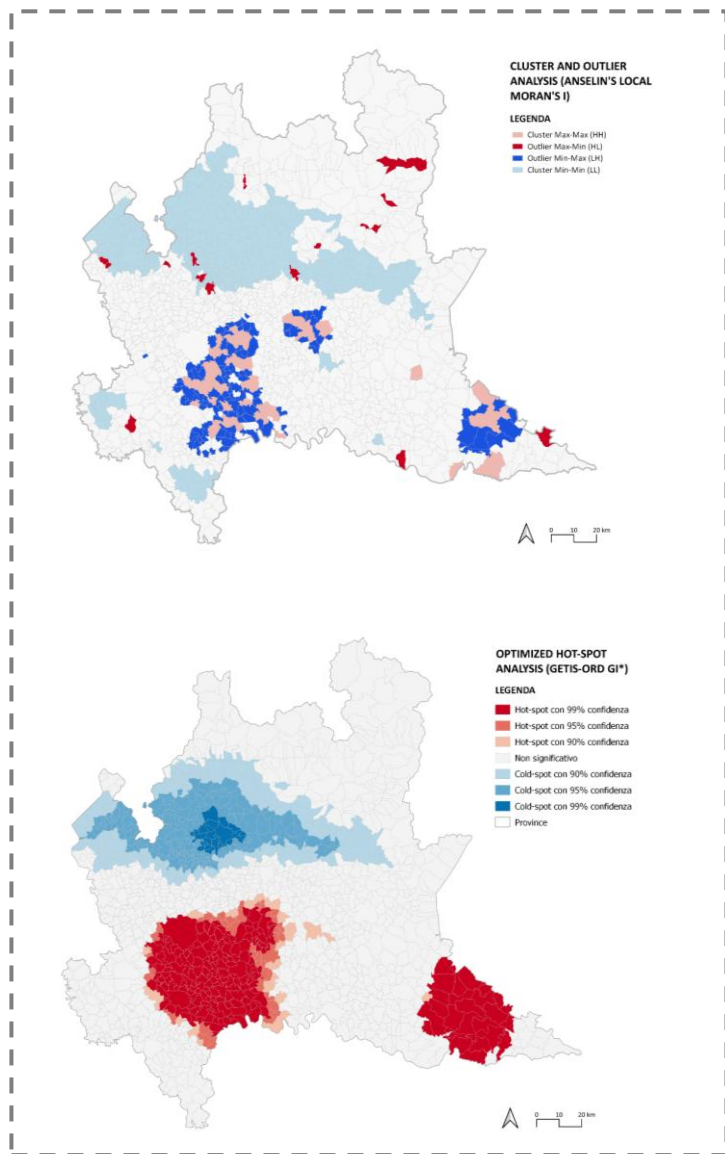 CLUSTER AND OUTLIER
ANALYSIS (ANSELIN'S LOCAL
MORAN'S I)
LEGENDA
Cluster Max-Max (HH)
Outlier Max-Min (HL)
Outlier Min-Max (LH)
Cluster Min-Min (LL)
0 10 20 km
OPTIMIZED HOT-SPOT
ANALYSIS (GETIS-ORD GI*)
LEGENDA
Hot-spot con 99% confidenza
Hot-spot con 95% confidenza
Hot-spot con 90% confidenza
Non significativo
Cold-spot con 90% confidenza
Cold-spot con 95% confidenza
Cold-spot con 99% confidenza
Province
0 10 20 km